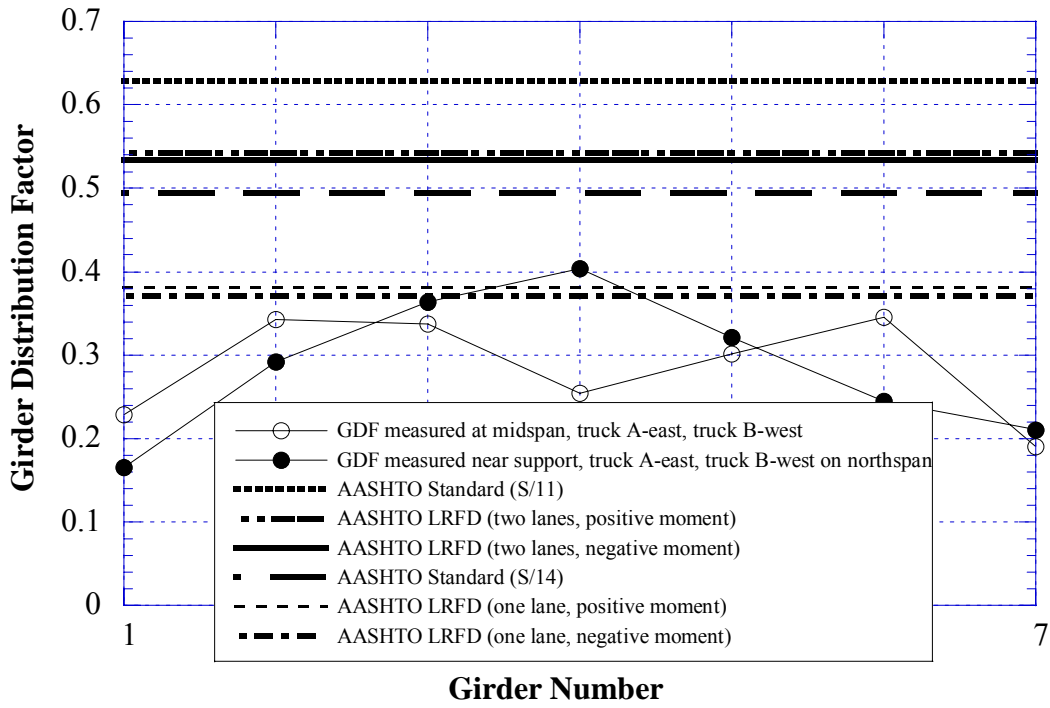 0.7
0.6
0.5
0.4
0.3
0.2
0.1
0
Girder Distribution Factor
GDF measured at midspan, truck A-east, truck B-west
GDF measured near support, truck A-east, truck B-west on northspan
AASHTO Standard (S/11)
AASHTO LRFD (two lanes, positive moment)
AASHTO LRFD (two lanes, negative moment)
AASHTO Standard (S/14)
AASHTO LRFD (one lane, positive moment)
AASHTO LRFD (one lane, negative moment)
1
7
Girder Number